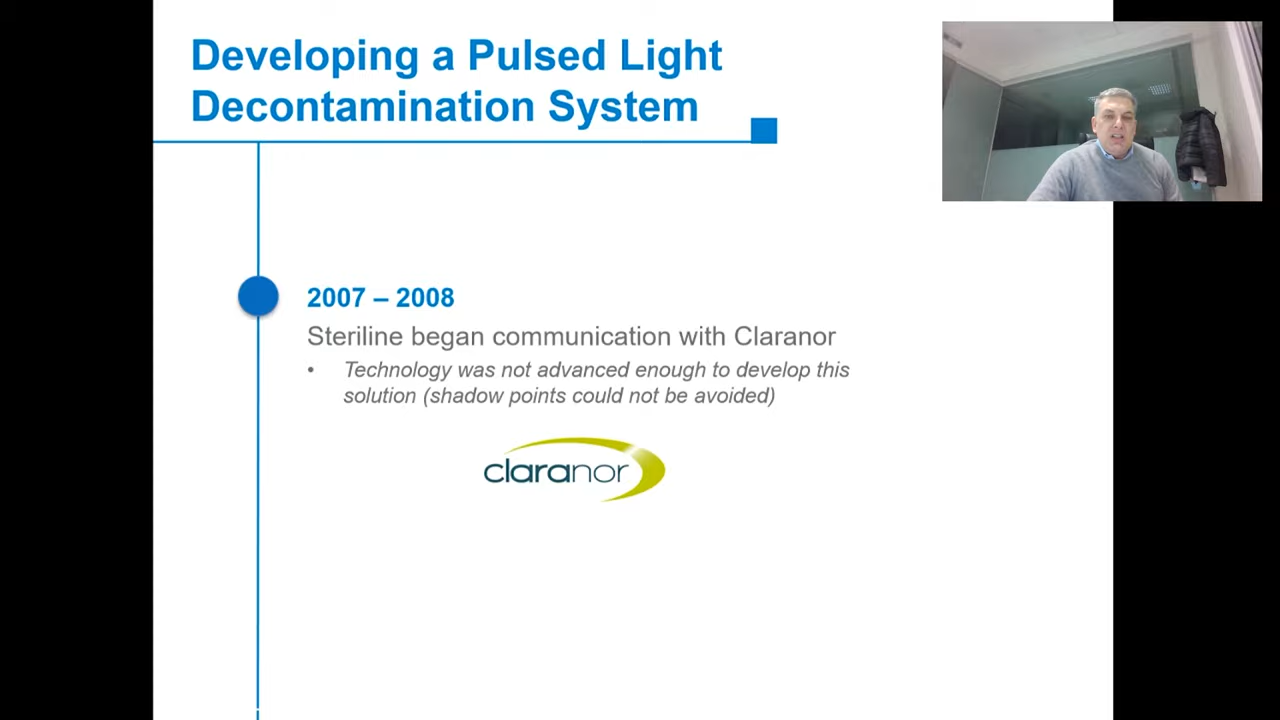 Developing a Pulsed Light
Decontamination System
2007 – 2008
Steriline began communication with Claranor
• Technology was not advanced enough to develop this
solution (shadow points could not be avoided)
claranor